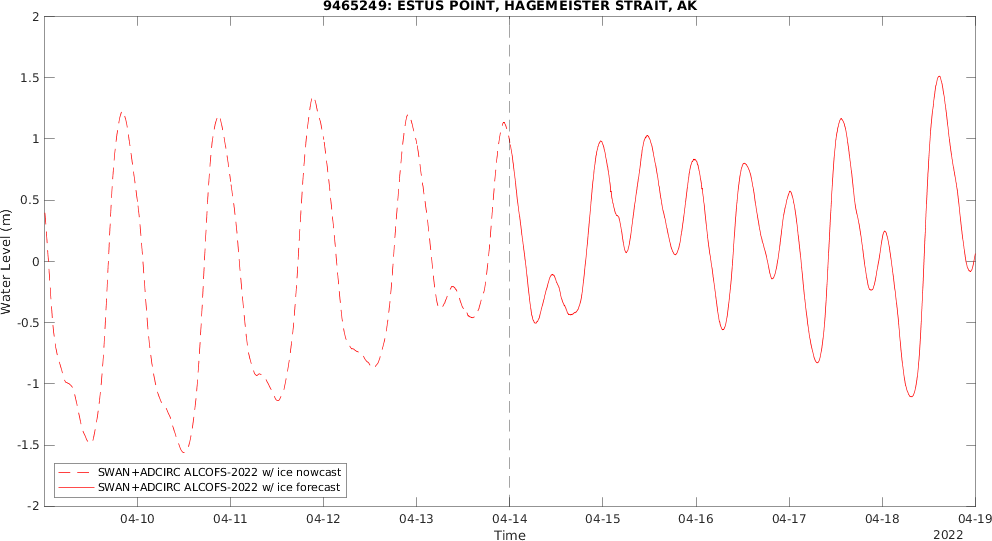 9465249: ESTUS POINT, HAGEMEISTER STRAIT, AK
2
1.5
1
0.5
0
-0.5
-1
-1.5
-2
Water Level (m)
SWAN+ADCIRC ALCOFS-2022 w/ ice nowcast
SWAN+ADCIRC ALCOFS-2022 w/ ice forecast
04-10 04-11 04-12 04-13 04-14 04-15 04-16 04-17 04-18 04-19
Time
2022